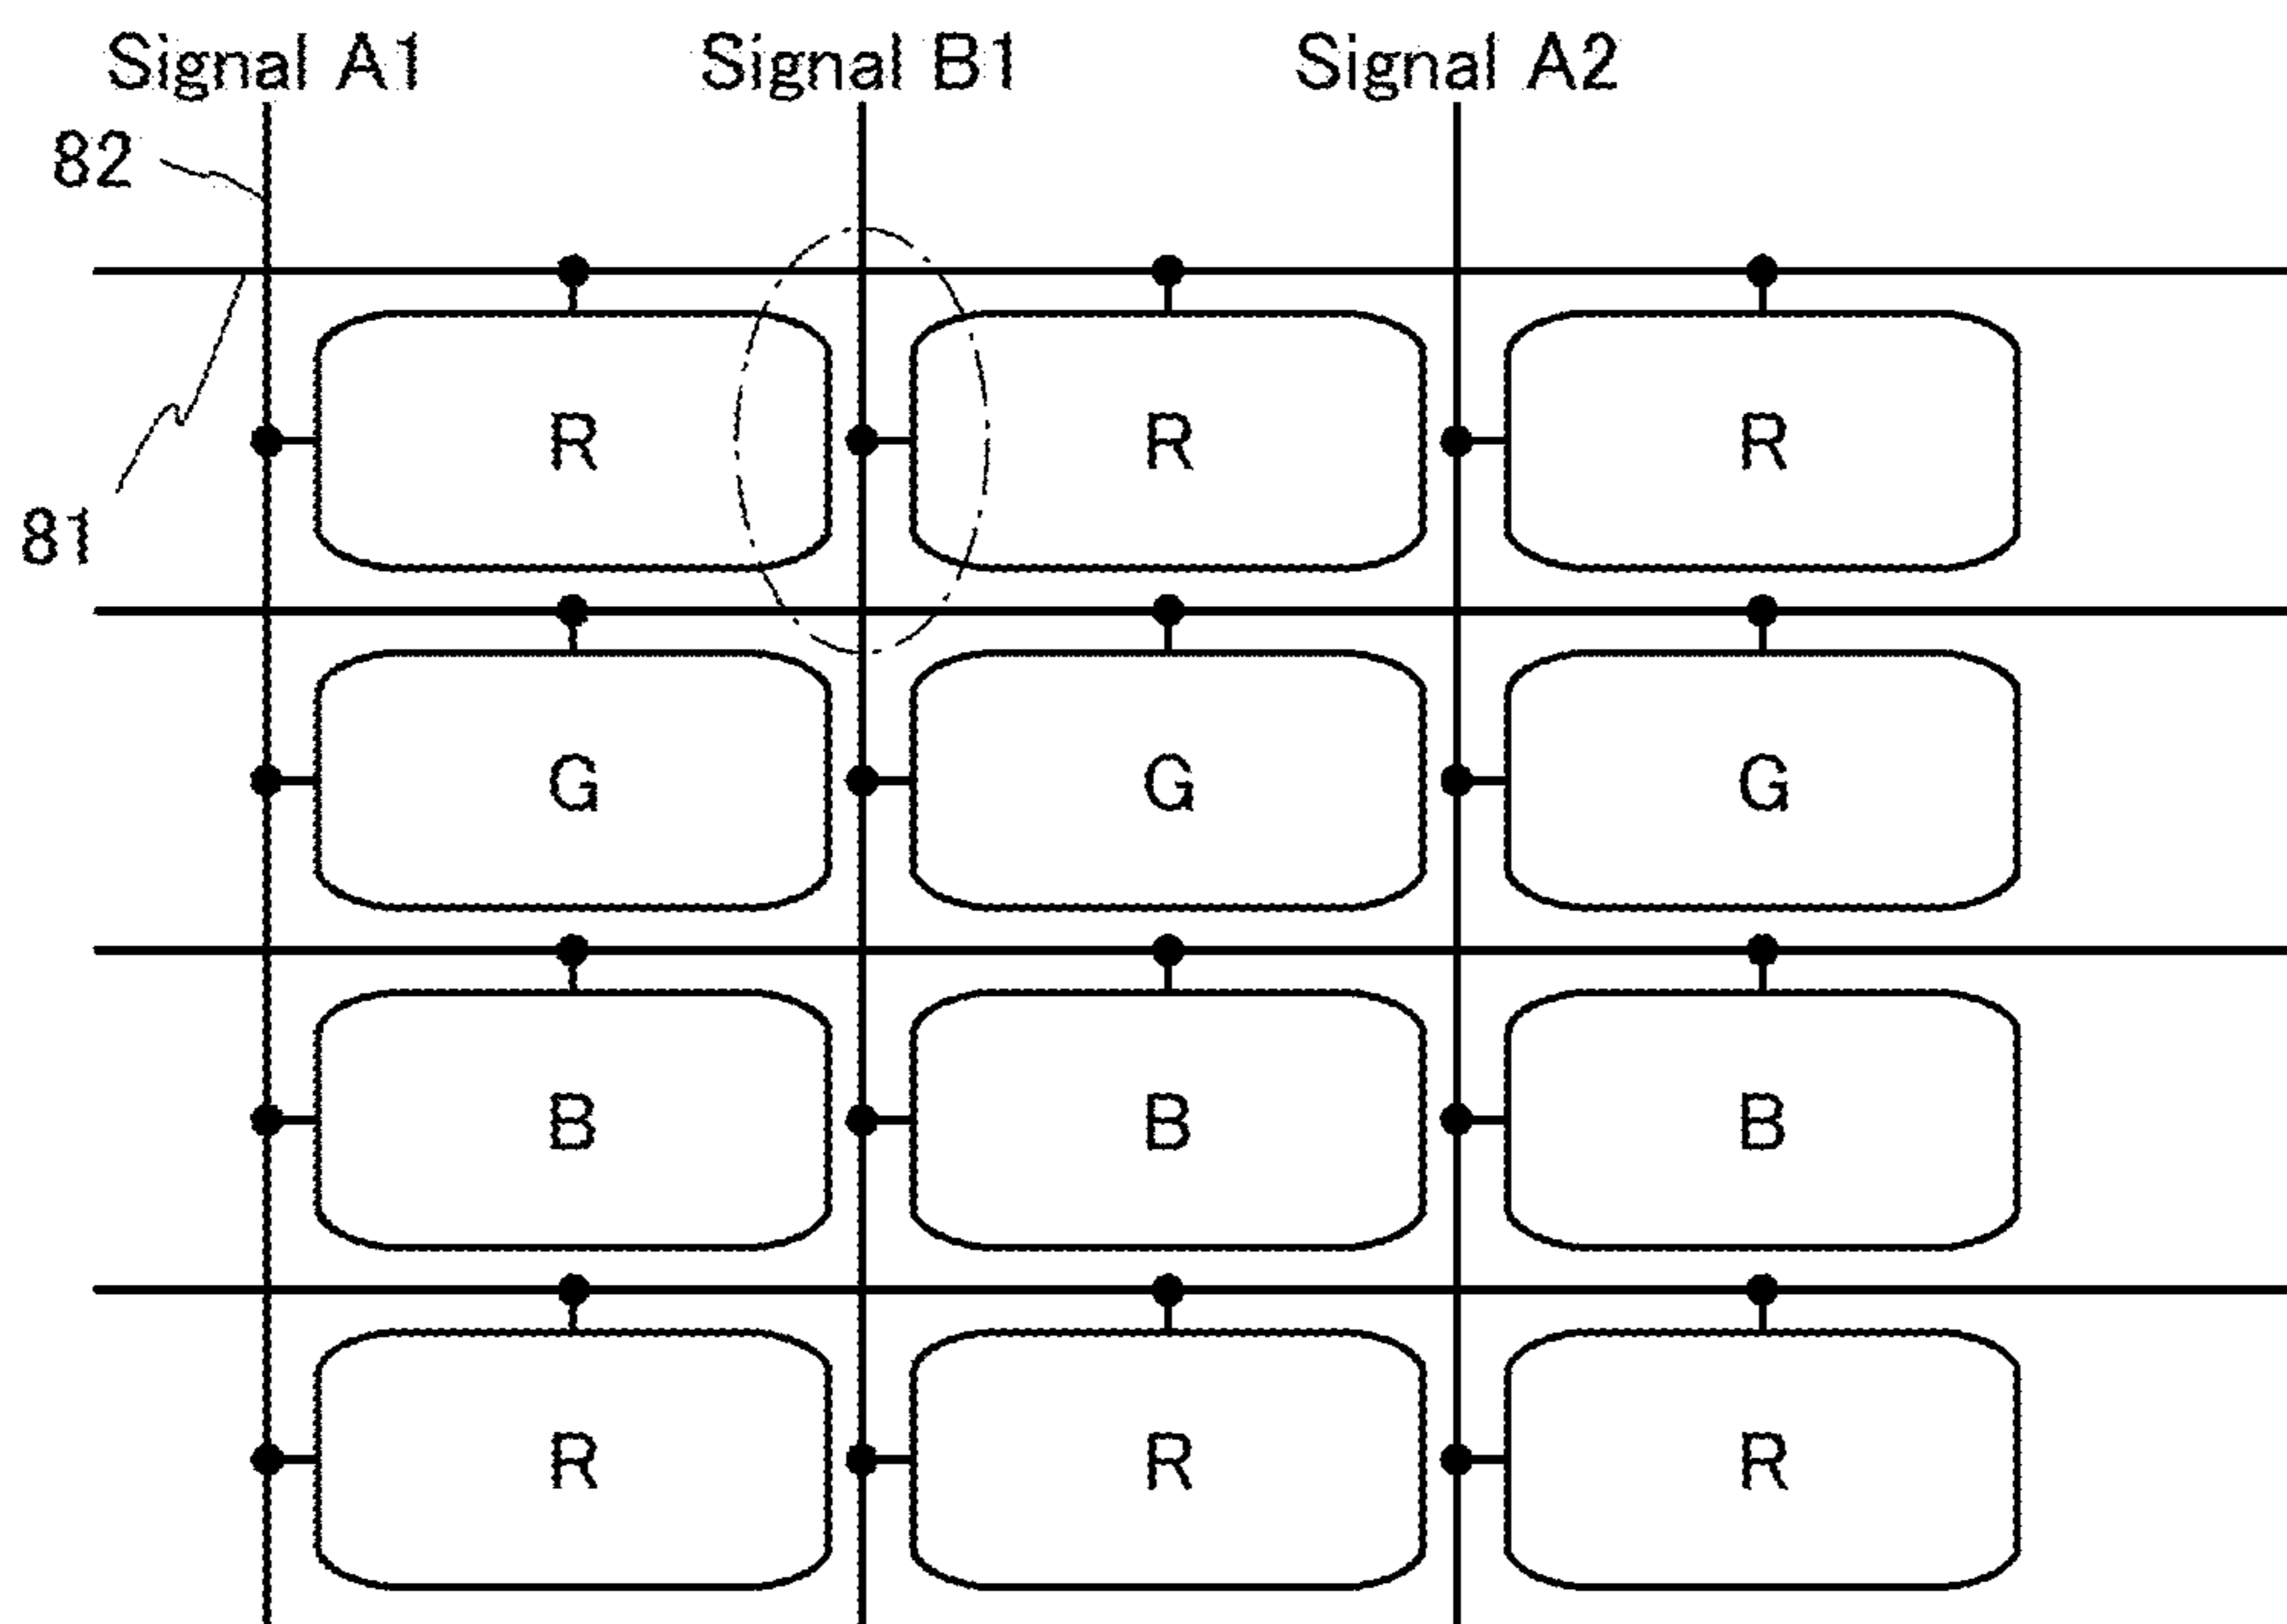 Signal A1 Signal B1 Signal A2
82
R R R
81
G G G
B B B
R R R